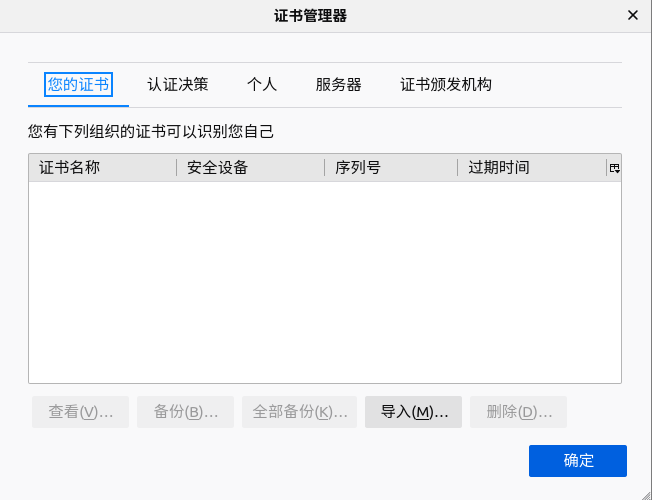 证书管理器
您的证书 认证决策 个人 服务器 证书颁发机构
您有下列组织的证书可以识别您自己
证书名称 安全设备 序列号 过期时间
查看(V)... 备份(B)... 全部备份(K)... 导入(M)... 删除(D)...
确定